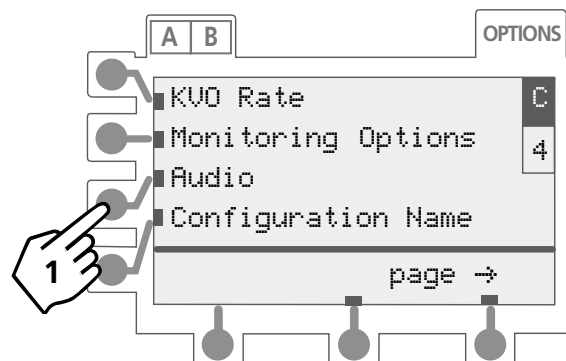 A B OPTIONS
KVO Rate C
Monitoring Options 4
Audio
Configuration Name
1
page →